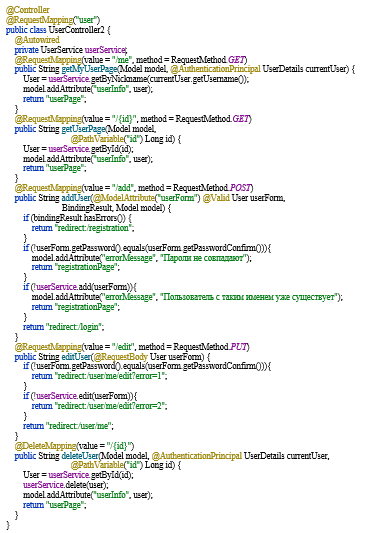 @Controller
@RequestMapping("user")
public class UserController2 {
@Autowired
private UserService userService;
@RequestMapping(value = "/me", method = RequestMethod.GET)
public String getMyUserPage(Model model, @AuthenticationPrincipal UserDetails currentUser) {
User = userService.getByNickname(currentUser.getUsername());
model.addAttribute("userInfo", user);
return "userPage";
}
@RequestMapping(value = "/{id}", method = RequestMethod.GET)
public String getUserPage(Model model,
@PathVariable("id") Long id) {
User = userService.getById(id);
model.addAttribute("userInfo", user);
return "userPage";
}
@RequestMapping(value = "/add", method = RequestMethod.POST)
public String addUser(@ModelAttribute("userForm") @Valid User userForm,
BindingResult, Model model) {
if (bindingResult.hasErrors()) {
return "redirect:/registration";
}
if (!userForm.getPassword().equals(userForm.getPasswordConfirm())){
model.addAttribute("errorMessage", "Пароли не совпадают");
return "registrationPage";
}
if (!userService.add(userForm)){
model.addAttribute("errorMessage", "Пользователь с таким именем уже существует");
return "registrationPage";
}
return "redirect:/login";
}
@RequestMapping(value = "/edit", method = RequestMethod.PUT)
public String editUser(@RequestBody User userForm) {
if (!userForm.getPassword().equals(userForm.getPasswordConfirm())){
return "redirect:/user/me/edit?error=1";
}
if (!userService.edit(userForm)){
return "redirect:/user/me/edit?error=2";
}
return "redirect:/user/me";
}
@DeleteMapping(value = "/{id}")
public String deleteUser(Model model, @AuthenticationPrincipal UserDetails currentUser,
@PathVariable("id") Long id) {
User = userService.getById(id);
userService.delete(user);
model.addAttribute("userInfo", user);
return "userPage";
}
}